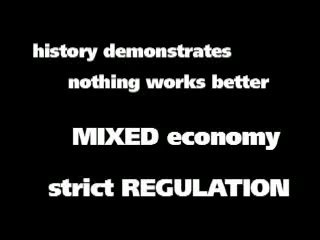 history demonstrates
nothing works better
MIXED economy
strict REGULATION